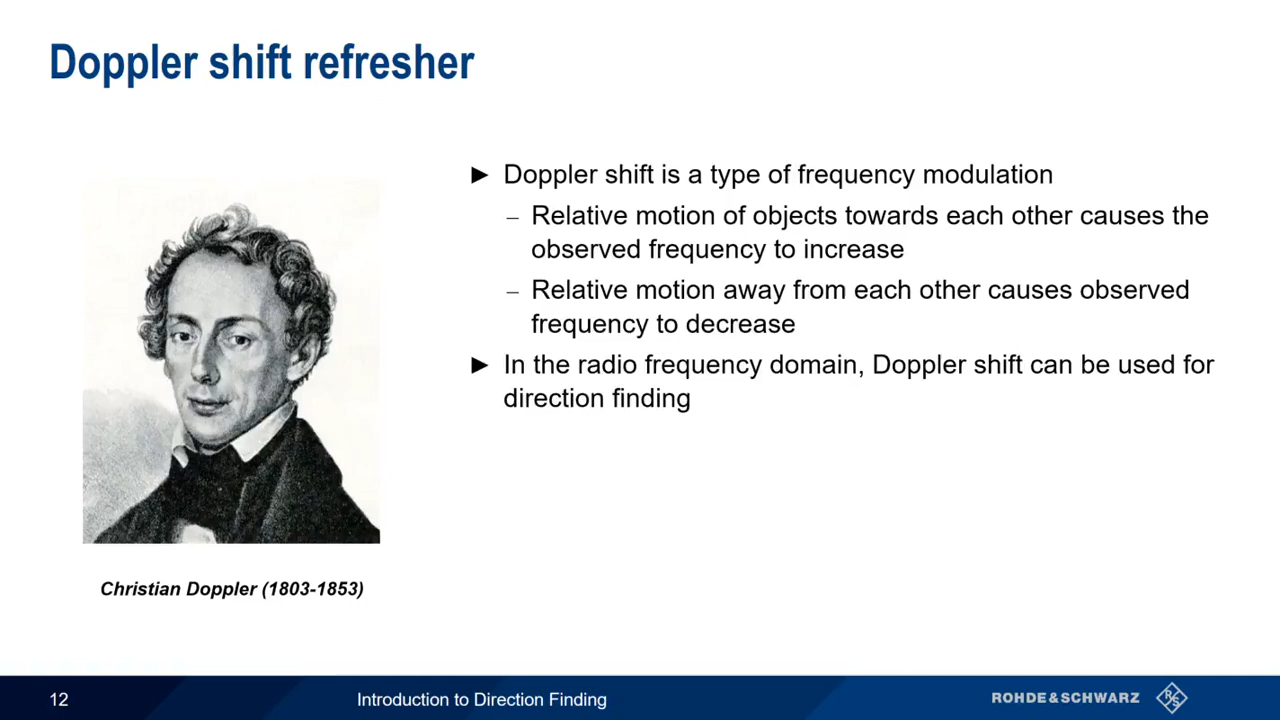 Doppler shift refresher
► Doppler shift is a type of frequency modulation
– Relative motion of objects towards each other causes the
observed frequency to increase
– Relative motion away from each other causes observed
frequency to decrease
► In the radio frequency domain, Doppler shift can be used for
direction finding
Christian Doppler (1803-1853)
12
Introduction to Direction Finding
ROHDE&SCHWARZ
R&S